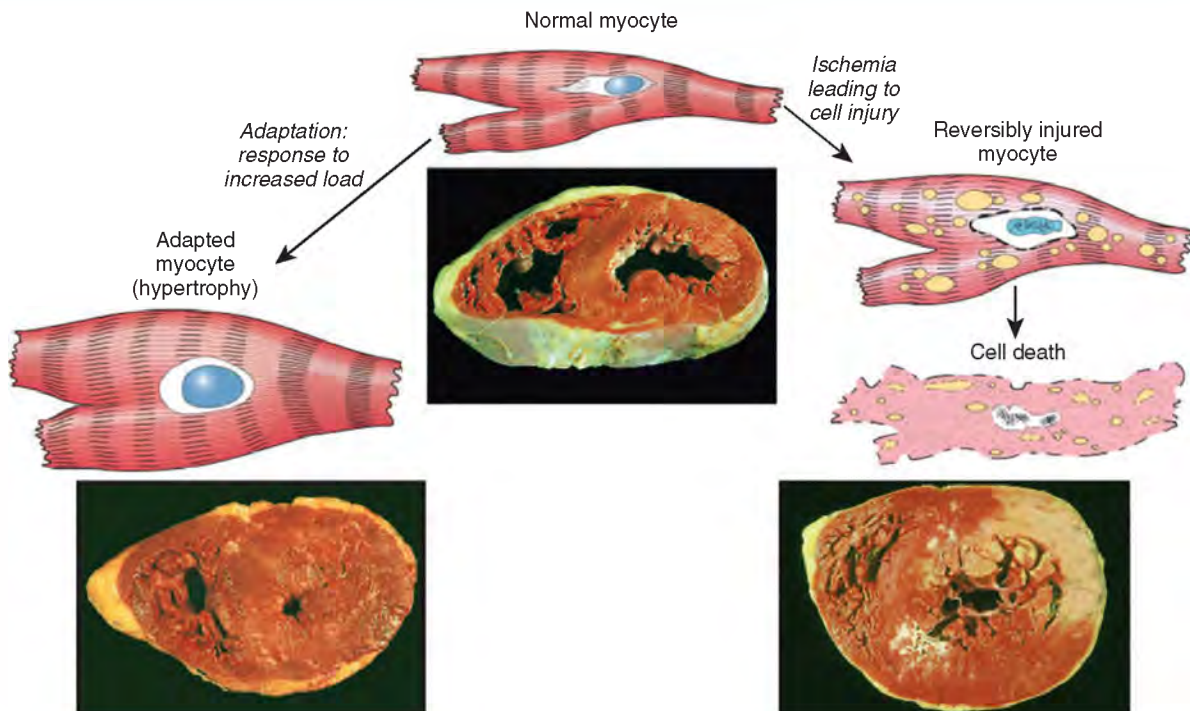 Normal myocyte
Adaptation:
response to
increased load
Ischemia
leading to
cell injury
Reversibly injured
myocyte
Adapted
myocyte
(hypertrophy)
Cell death